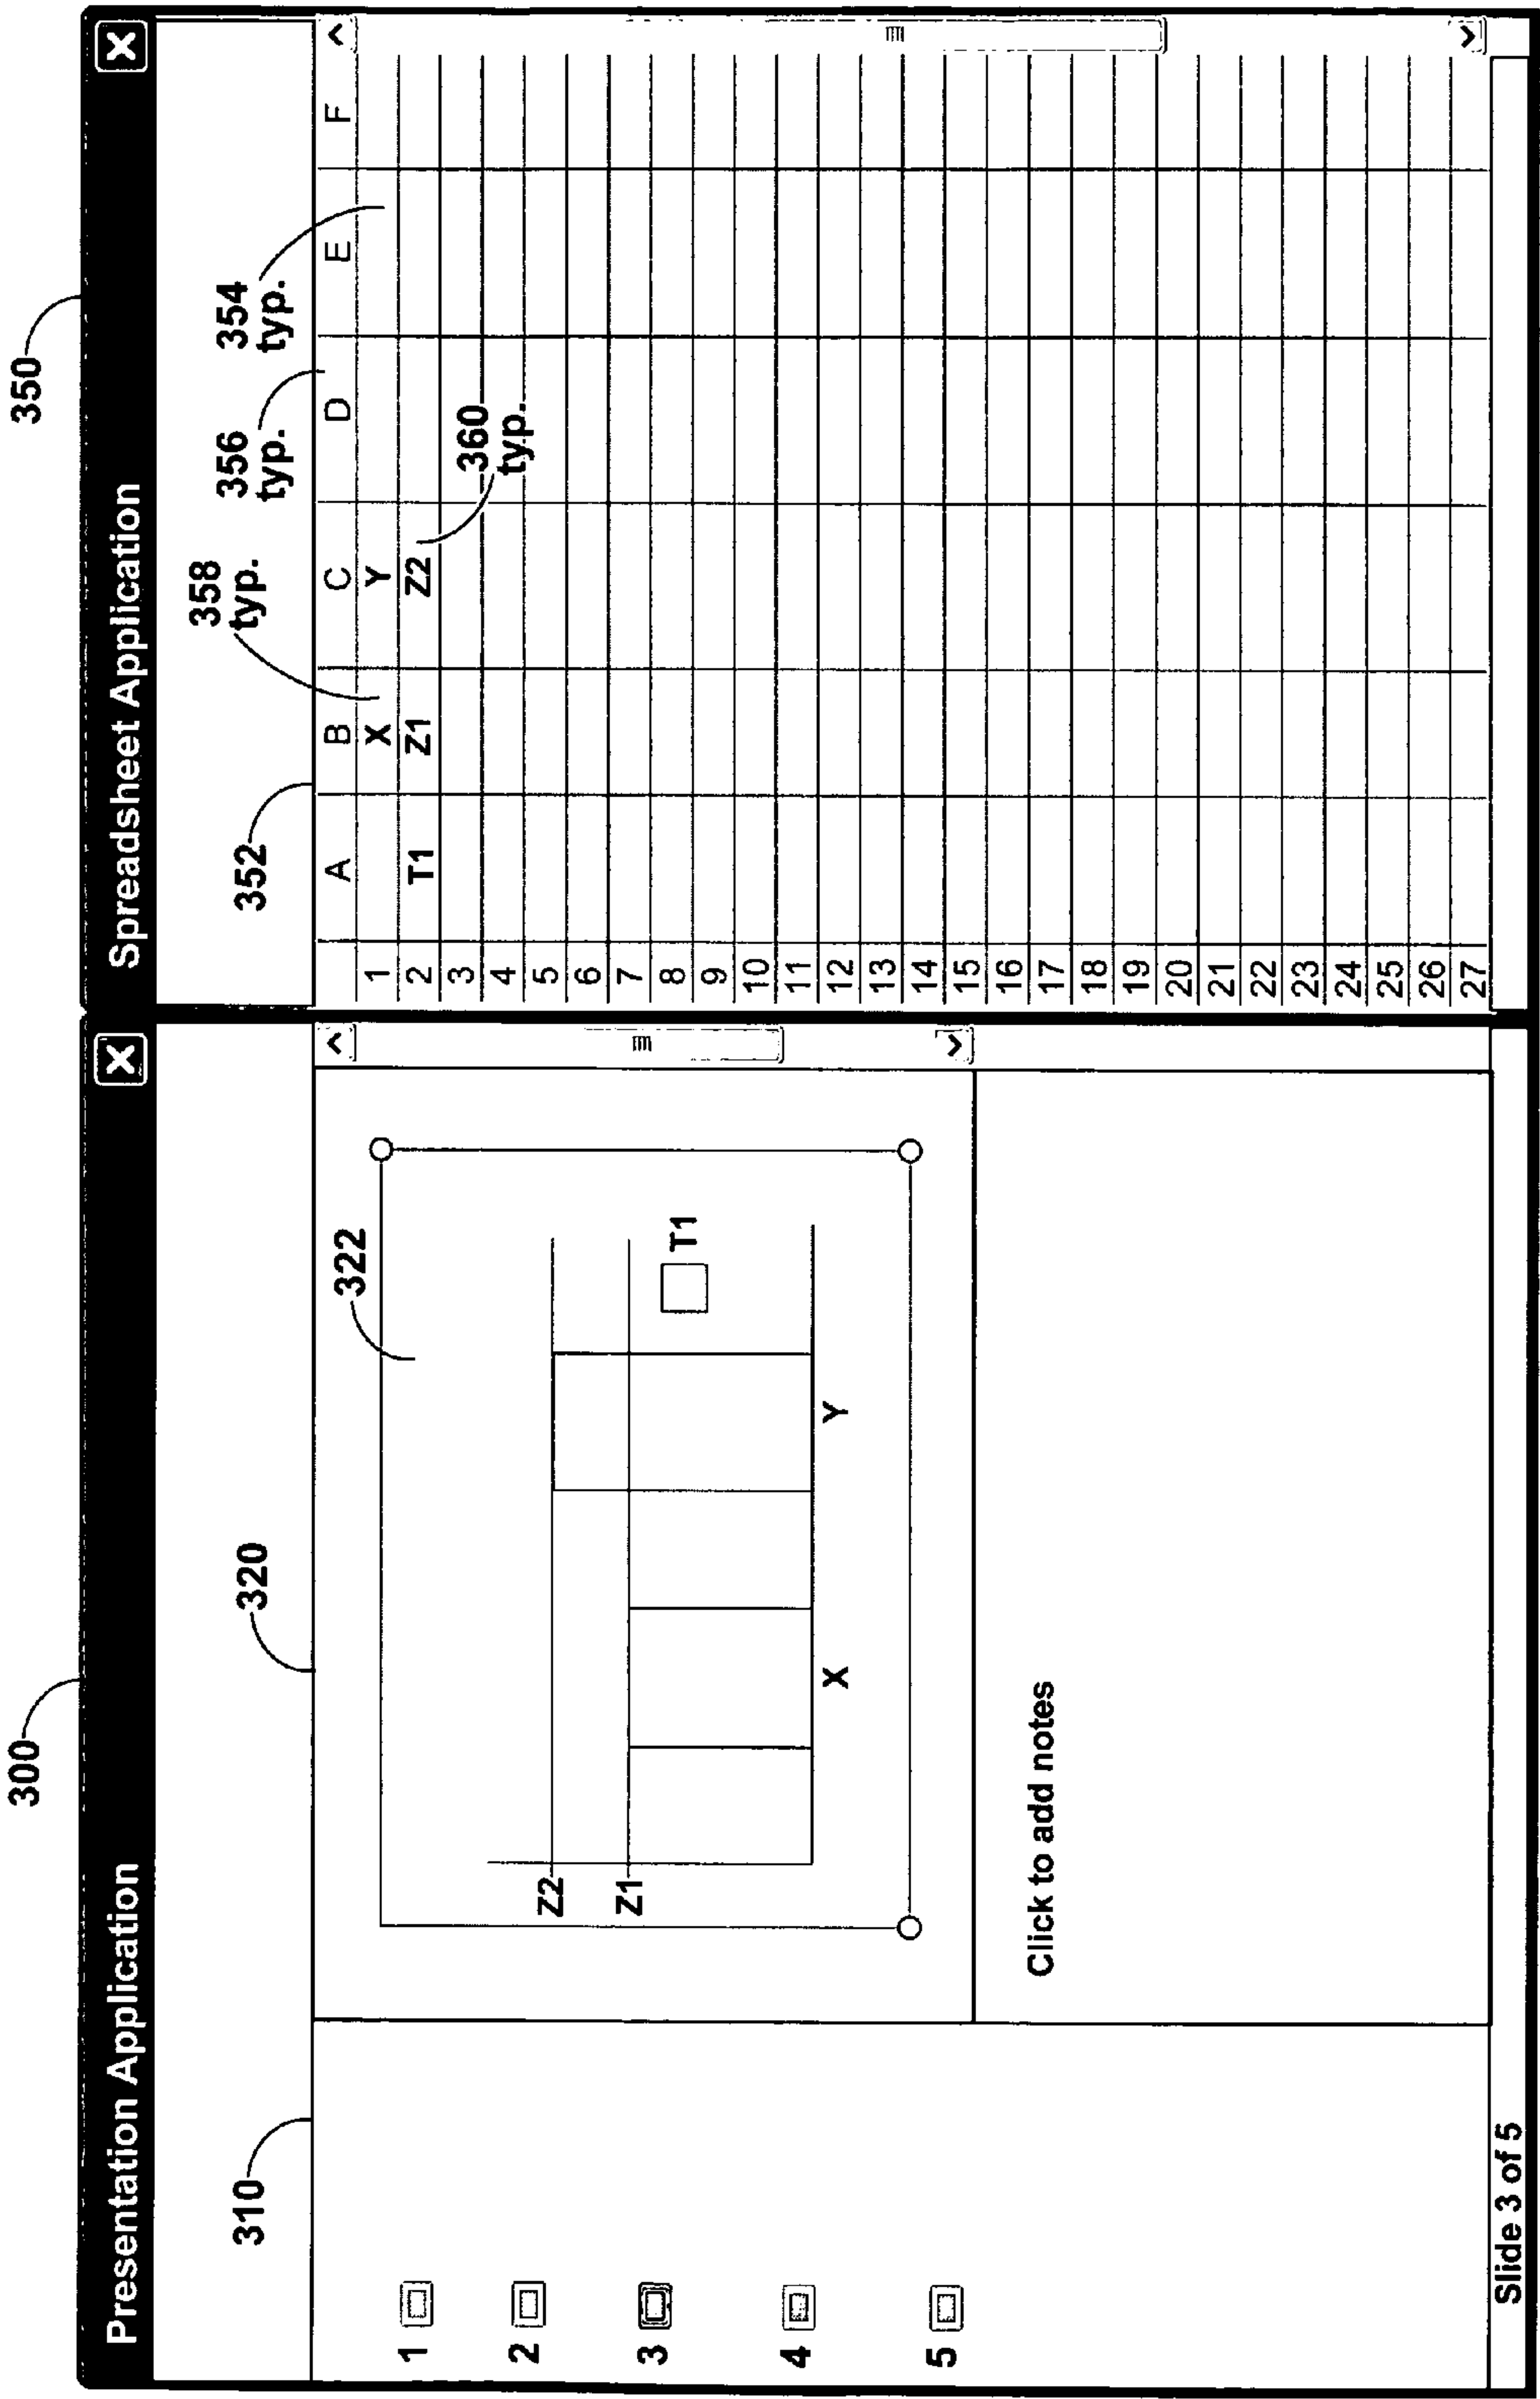 300
350
Presentation Application
X
Spreadsheet Application
X
310
320
322
352
358
typ.
356
typ.
354
typ.
360
typ.
1
2
3
4
5
Z2
Z1
X
Y
T1
Click to add notes
Slide 3 of 5
A B C D E F
1 X Y
2 T1 Z1 Z2
3
4
5
6
7
8
9
10
11
12
13
14
15
16
17
18
19
20
21
22
23
24
25
26
27